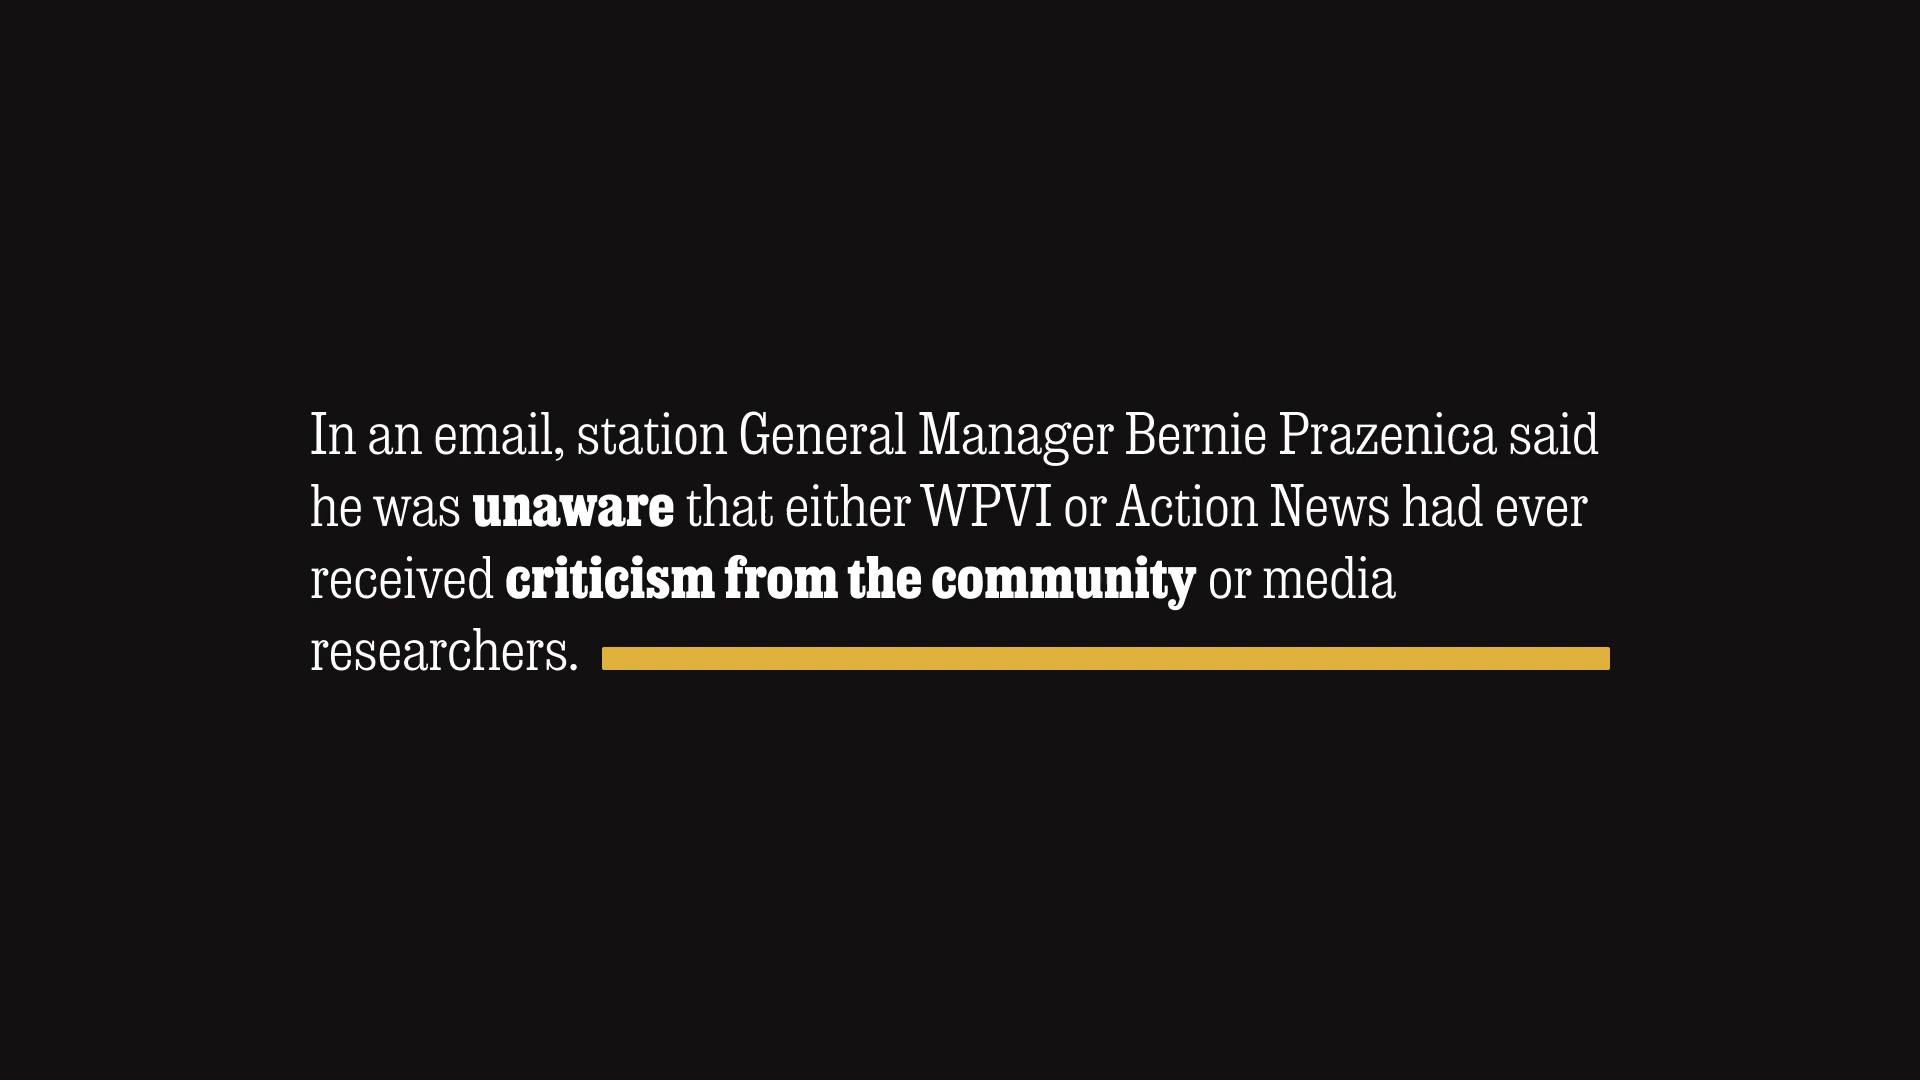 In an email, station General Manager Bernie Prazenica said
he was unaware that either WPVI or Action News had ever
received criticism from the community or media
researchers.